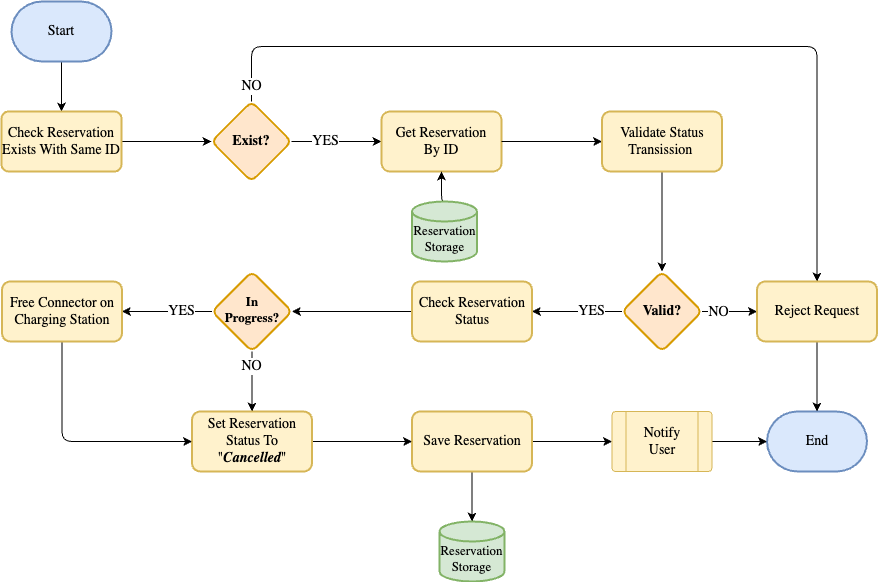 Start
NO
Check Reservation
Exists With Same ID
Exist?
YES
Get Reservation
By ID
Validate Status
Transission
Reservation
Storage
Free Connector on
Charging Station
YES
In
Progress?
Check Reservation
Status
YES
Valid?
NO
Reject Request
NO
Set Reservation
Status To
"Cancelled"
Save Reservation
Notify
User
End
Reservation
Storage